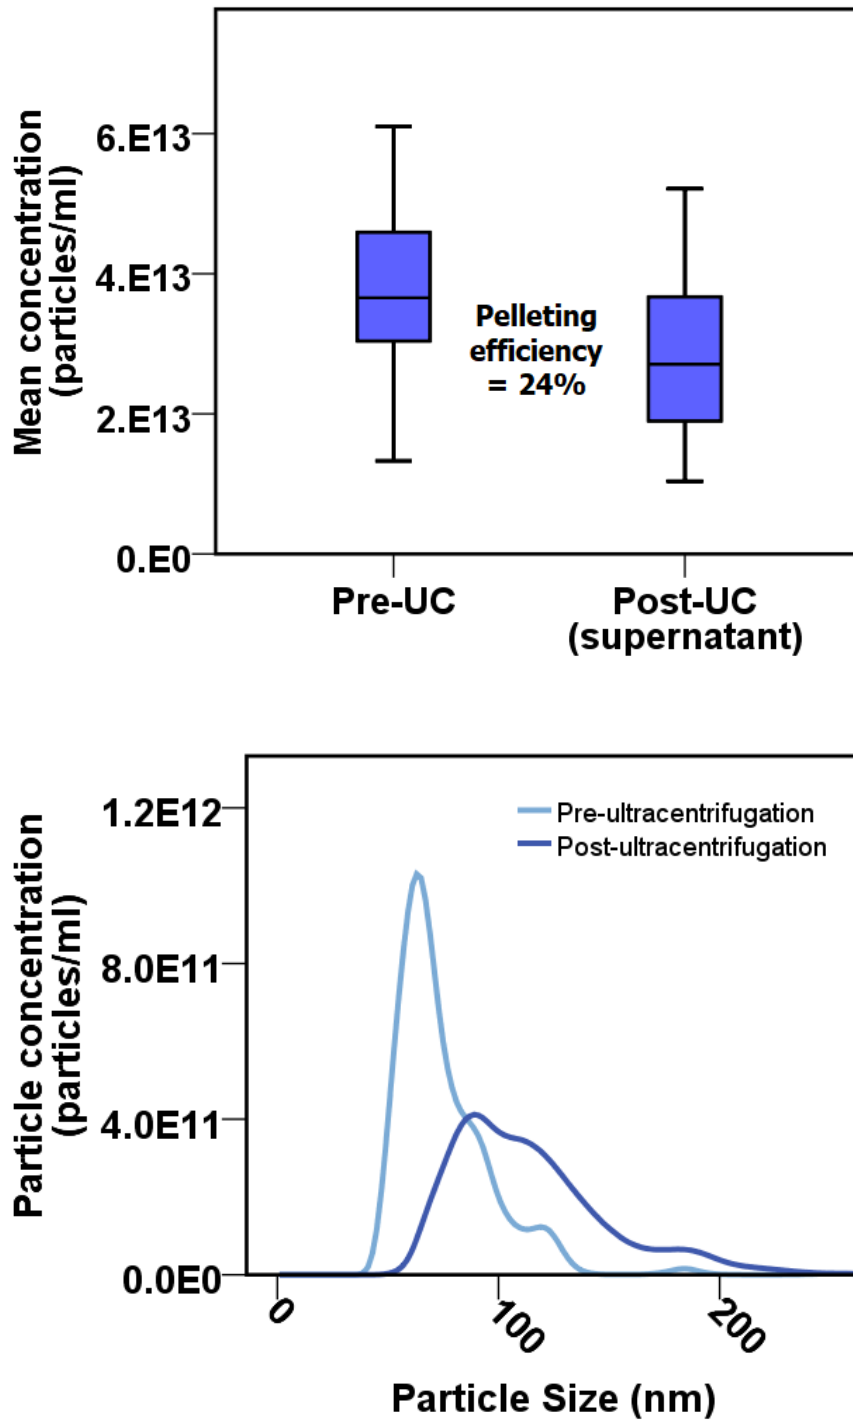 Mean concentration
(particles/ml)
6.E13
4.E13
2.E13
0.E0
Pelleting
efficiency
= 24%
Pre-UC
Post-UC
(supernatant)
Particle concentration
(particles/ml)
1.2E12
8.0E11
4.0E11
0.0E0
Pre-ultracentrifugation
Post-ultracentrifugation
0
100
200
Particle Size (nm)